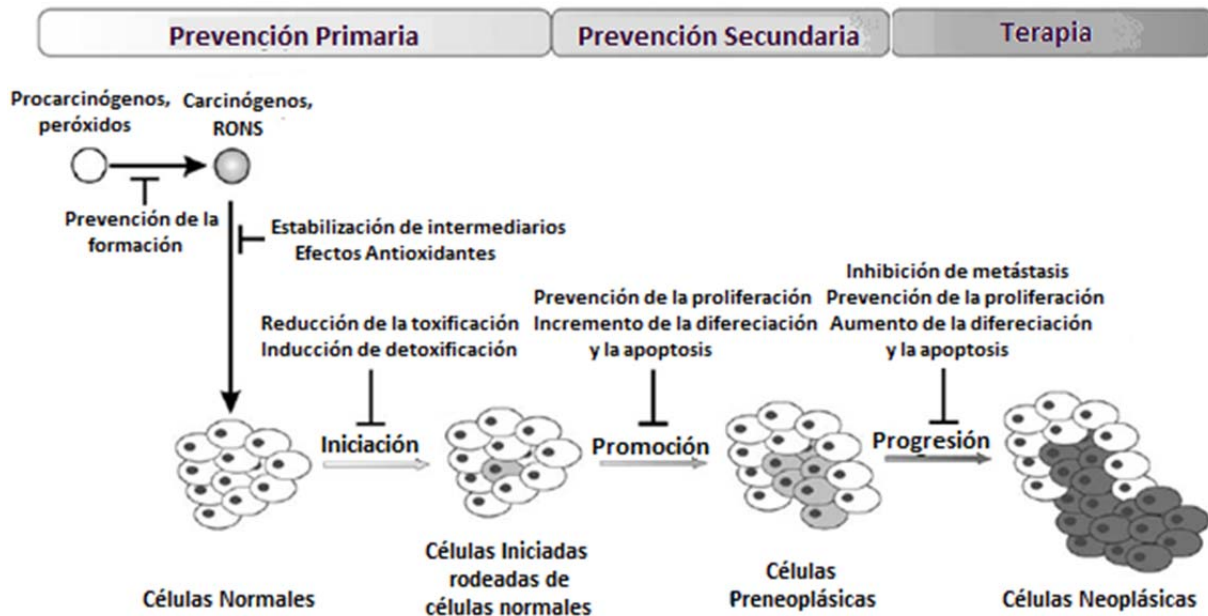 Prevención Primaria
Prevención Secundaria
Terapia
Procarcinógenos,
peróxidos
Carcinógenos,
RONS
Prevención de la
formación
Estabilización de intermediarios
Efectos Antioxidantes
Reducción de la toxificación
Inducción de detoxificación
Prevención de la proliferación
Incremento de la difereciación
y la apoptosis
Inhibición de metástasis
Prevención de la proliferación
Aumento de la difereciación
y la apoptosis
Iniciación
Promoción
Progresión
Células Normales
Células Iniciadas
rodeadas de
células normales
Células
Preneoplásicas
Células Neoplásicas